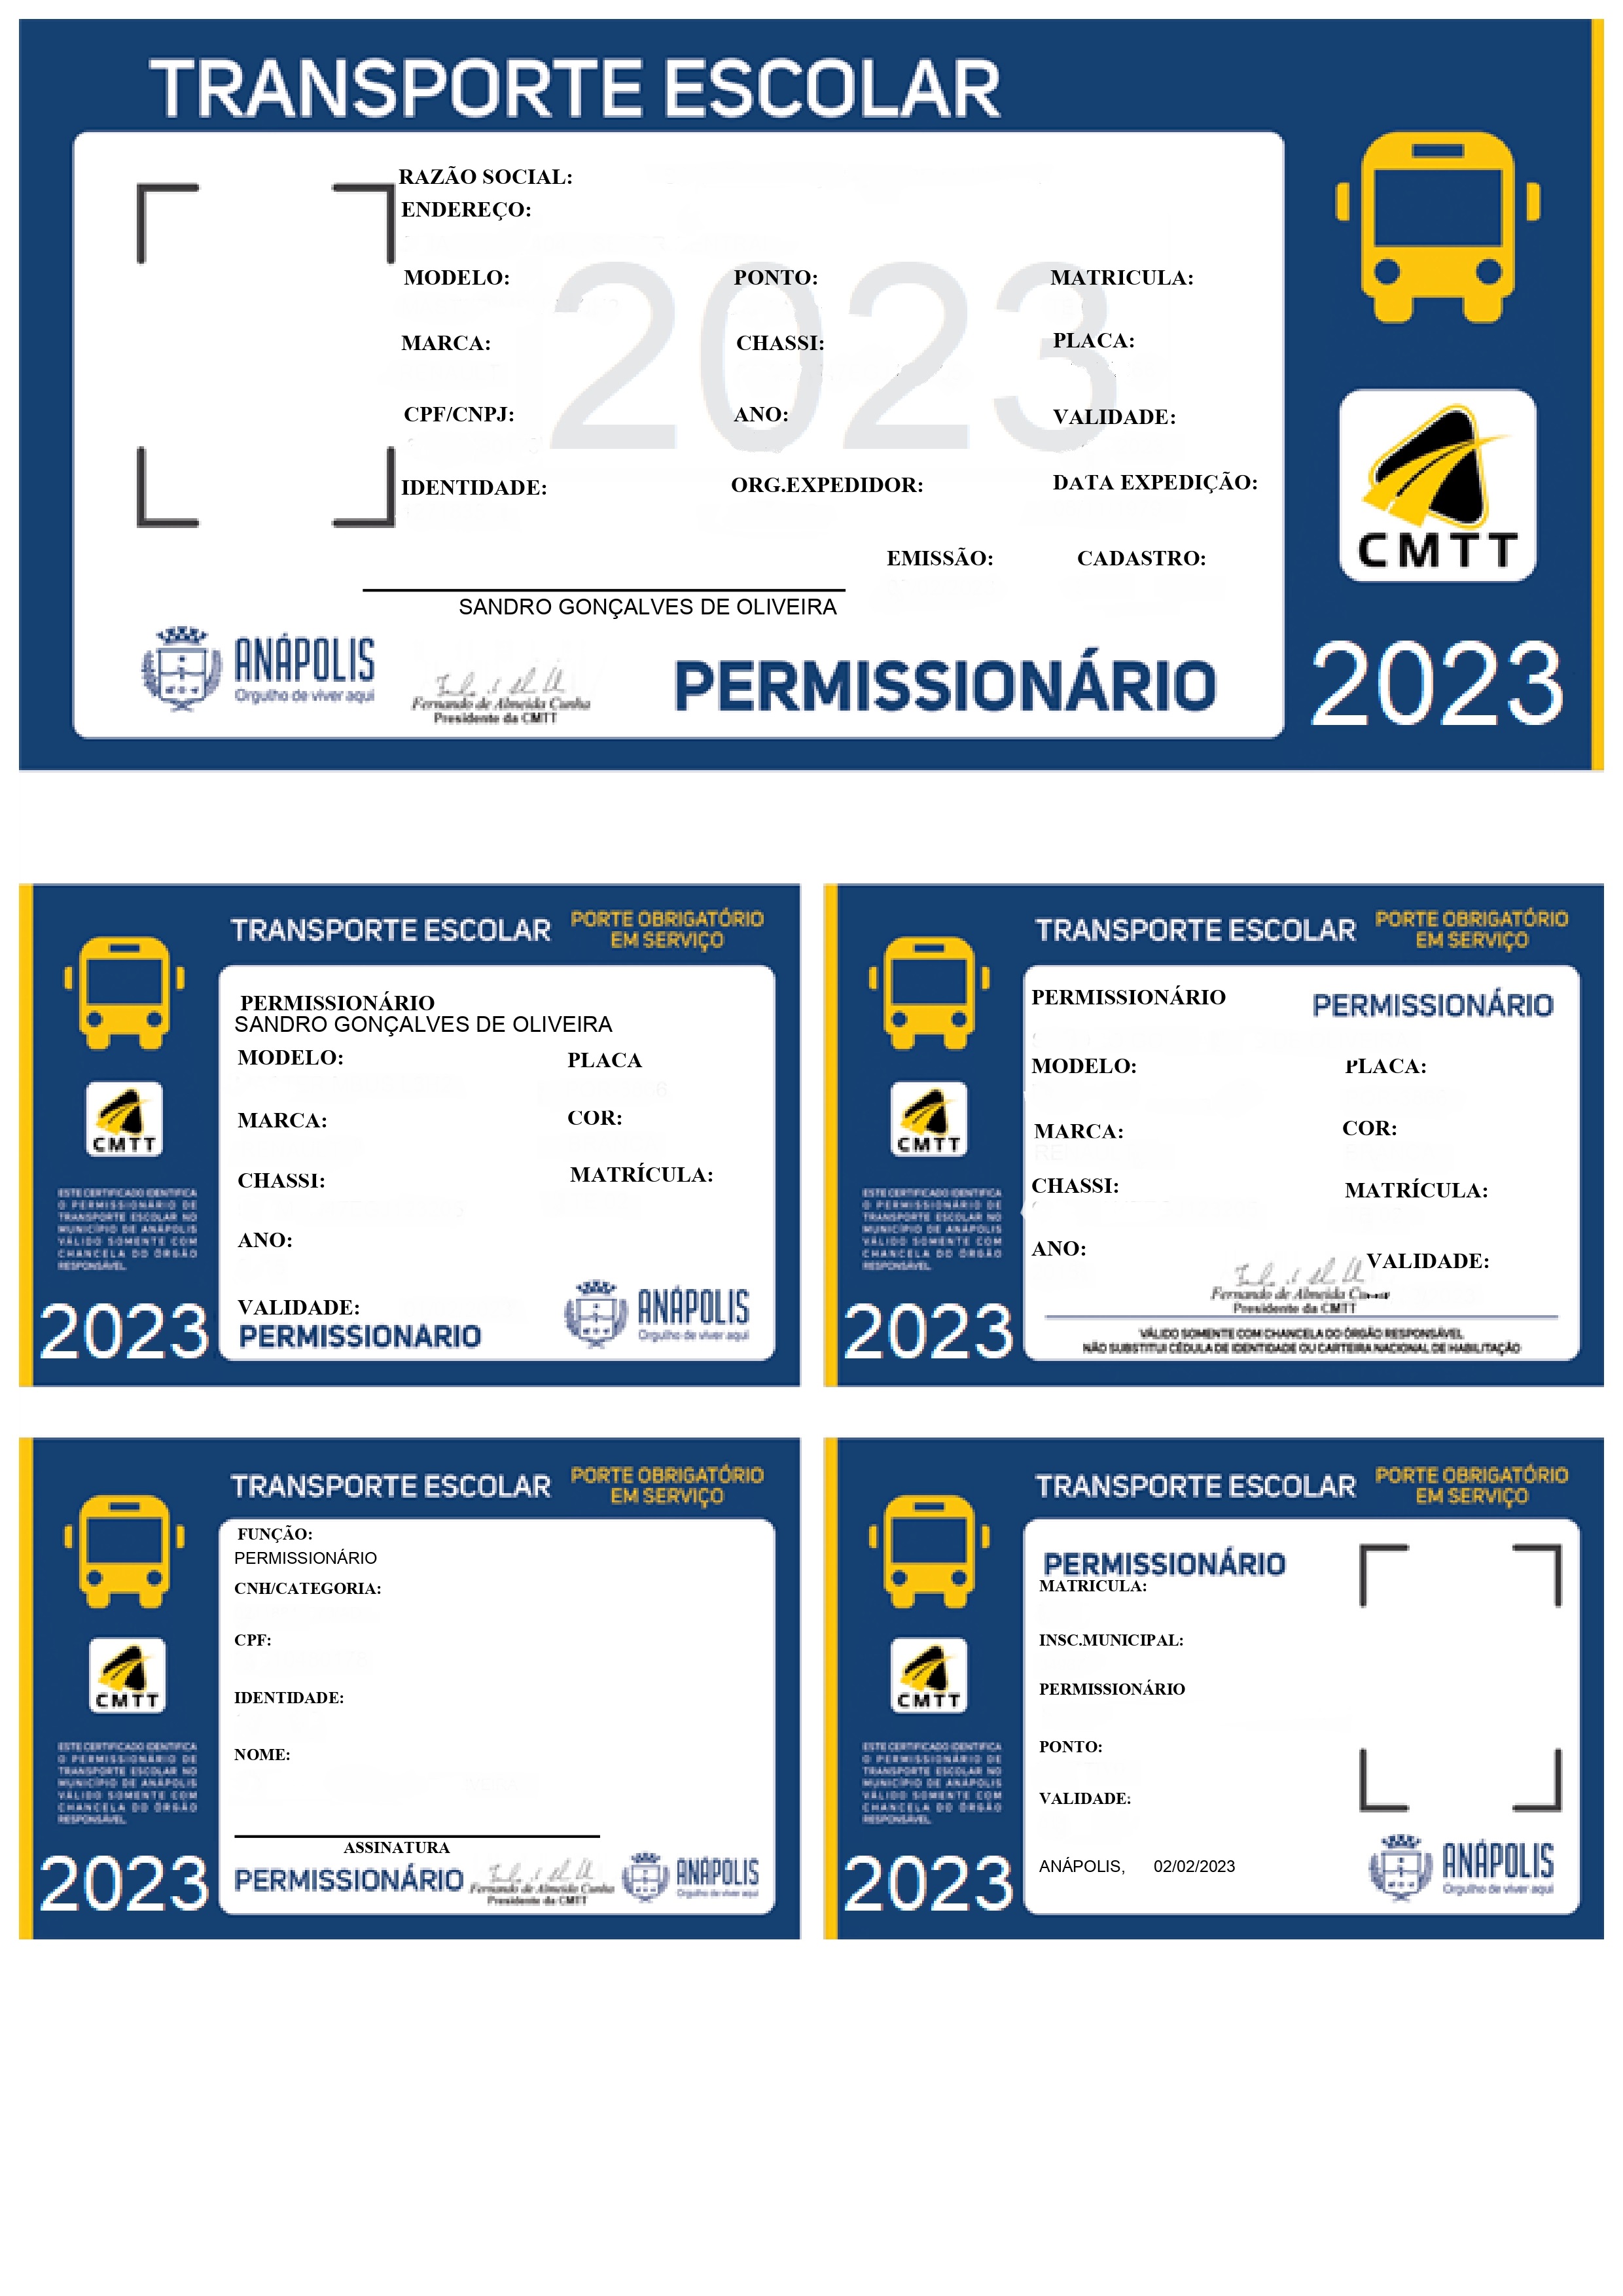 TRANSPORTE ESCOLAR
RAZÃO SOCIAL:
ENDEREÇO:
2023
MODELO: PONTO: MATRICULA:
MARCA: CHASSI: PLACA:
CPF/CNPJ: ANO: VALIDADE:
IDENTIDADE: ORG.EXPEDIDOR: DATA EXPEDIÇÃO:
EMISSÃO: CADASTRO:
SANDRO GONÇALVES DE OLIVEIRA
ANÁPOLIS
Orgulho de viver aqui
Fernando de Almeida Cunha
Presidente da CMTT
PERMISSIONÁRIO
CMTT
2023
TRANSPORTE ESCOLAR
PORTE OBRIGATÓRIO
EM SERVIÇO
PERMISSIONÁRIO
SANDRO GONÇALVES DE OLIVEIRA
MODELO: PLACA
MARCA: COR:
CHASSI: MATRÍCULA:
ANO:
VALIDADE:
PERMISSIONÁRIO
ANÁPOLIS
Orgulho de viver aqui
CMTT
ESTE CERTIFICADO IDENTIFICA
O PERMISSIONÁRIO DE
TRANSPORTE ESCOLAR NO
MUNICÍPIO DE ANÁPOLIS
VÁLIDO SOMENTE COM
CHANCELA DO ÓRGÃO
RESPONSÁVEL
2023
TRANSPORTE ESCOLAR
PORTE OBRIGATÓRIO
EM SERVIÇO
PERMISSIONÁRIO PERMISSIONÁRIO
MODELO: PLACA:
MARCA: COR:
CHASSI: MATRÍCULA:
ANO: VALIDADE:
Fernando de Almeida
Presidente da CMTT
VÁLIDO SOMENTE COM CHANCELA DO ÓRGÃO RESPONSÁVEL
NÃO SUBSTITUI CÉDULA DE IDENTIDADE OU CARTEIRA NACIONAL DE HABILITAÇÃO
CMTT
ESTE CERTIFICADO IDENTIFICA
O PERMISSIONÁRIO DE
TRANSPORTE ESCOLAR NO
MUNICÍPIO DE ANÁPOLIS
VÁLIDO SOMENTE COM
CHANCELA DO ÓRGÃO
RESPONSÁVEL
2023
TRANSPORTE ESCOLAR
PORTE OBRIGATÓRIO
EM SERVIÇO
FUNÇÃO:
PERMISSIONÁRIO
CNH/CATEGORIA:
CPF:
IDENTIDADE:
NOME:
ASSINATURA
PERMISSIONÁRIO
Fernando de Almeida Cunha
Presidente da CMTT
ANÁPOLIS
Orgulho de viver aqui
CMTT
ESTE CERTIFICADO IDENTIFICA
O PERMISSIONÁRIO DE
TRANSPORTE ESCOLAR NO
MUNICÍPIO DE ANÁPOLIS
VÁLIDO SOMENTE COM
CHANCELA DO ÓRGÃO
RESPONSÁVEL
2023
TRANSPORTE ESCOLAR
PORTE OBRIGATÓRIO
EM SERVIÇO
PERMISSIONÁRIO
MATRICULA:
INSC.MUNICIPAL:
PERMISSIONÁRIO
PONTO:
VALIDADE:
ANÁPOLIS, 02/02/2023
ANÁPOLIS
Orgulho de viver aqui
CMTT
ESTE CERTIFICADO IDENTIFICA
O PERMISSIONÁRIO DE
TRANSPORTE ESCOLAR NO
MUNICÍPIO DE ANÁPOLIS
VÁLIDO SOMENTE COM
CHANCELA DO ÓRGÃO
RESPONSÁVEL
2023